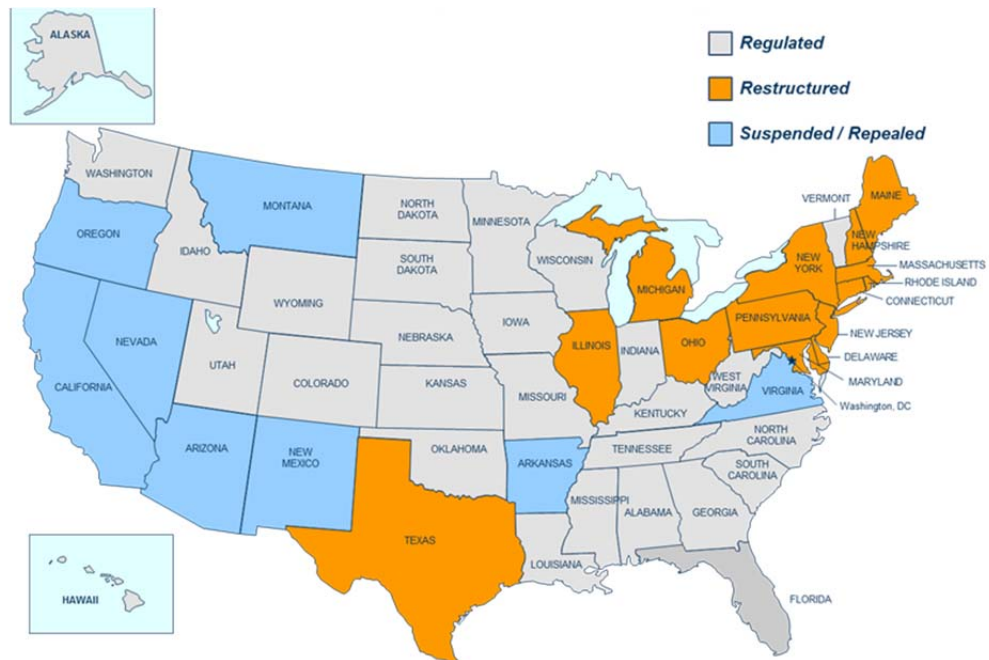 ALASKA
Regulated
Restructured
Suspended / Repealed
WASHINGTON
MONTANA
NORTH
DAKOTA
MINNESOTA
VERMONT
MAINE
OREGON
IDAHO
SOUTH
DAKOTA
WISCONSIN
NEW
HAMPSHIRE
NEW
YORK
MASSACHUSETTS
RHODE ISLAND
CONNECTICUT
MICHIGAN
WYOMING
IOWA
PENNSYLVANIA
NEW JERSEY
NEBRASKA
NEVADA
UTAH
ILLINOIS
INDIANA
OHIO
DELAWARE
MARYLAND
Washington, DC
CALIFORNIA
COLORADO
KANSAS
MISSOURI
WEST
VIRGINIA
VIRGINIA
KENTUCKY
ARIZONA
NEW
MEXICO
OKLAHOMA
ARKANSAS
TENNESSEE
NORTH
CAROLINA
SOUTH
CAROLINA
MISSISSIPPI
ALABAMA
GEORGIA
TEXAS
LOUISIANA
FLORIDA
HAWAII